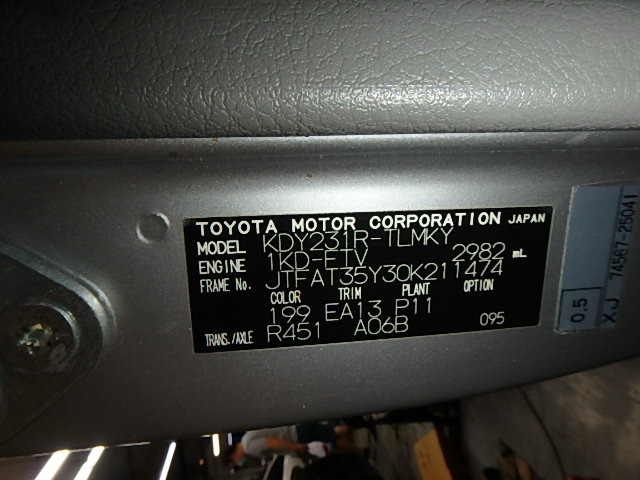 TOYOTA MOTOR CORPORATION JAPAN
MODEL KDY231R-TLMKY
ENGINE 1KD-FTV 2982 mL
FRAME No. JTFAT35Y30K211474
COLOR TRIM PLANT OPTION
199 EA13 P11
TRANS./AXLE R451 A06B 095
74567-25041
0.5 XJ